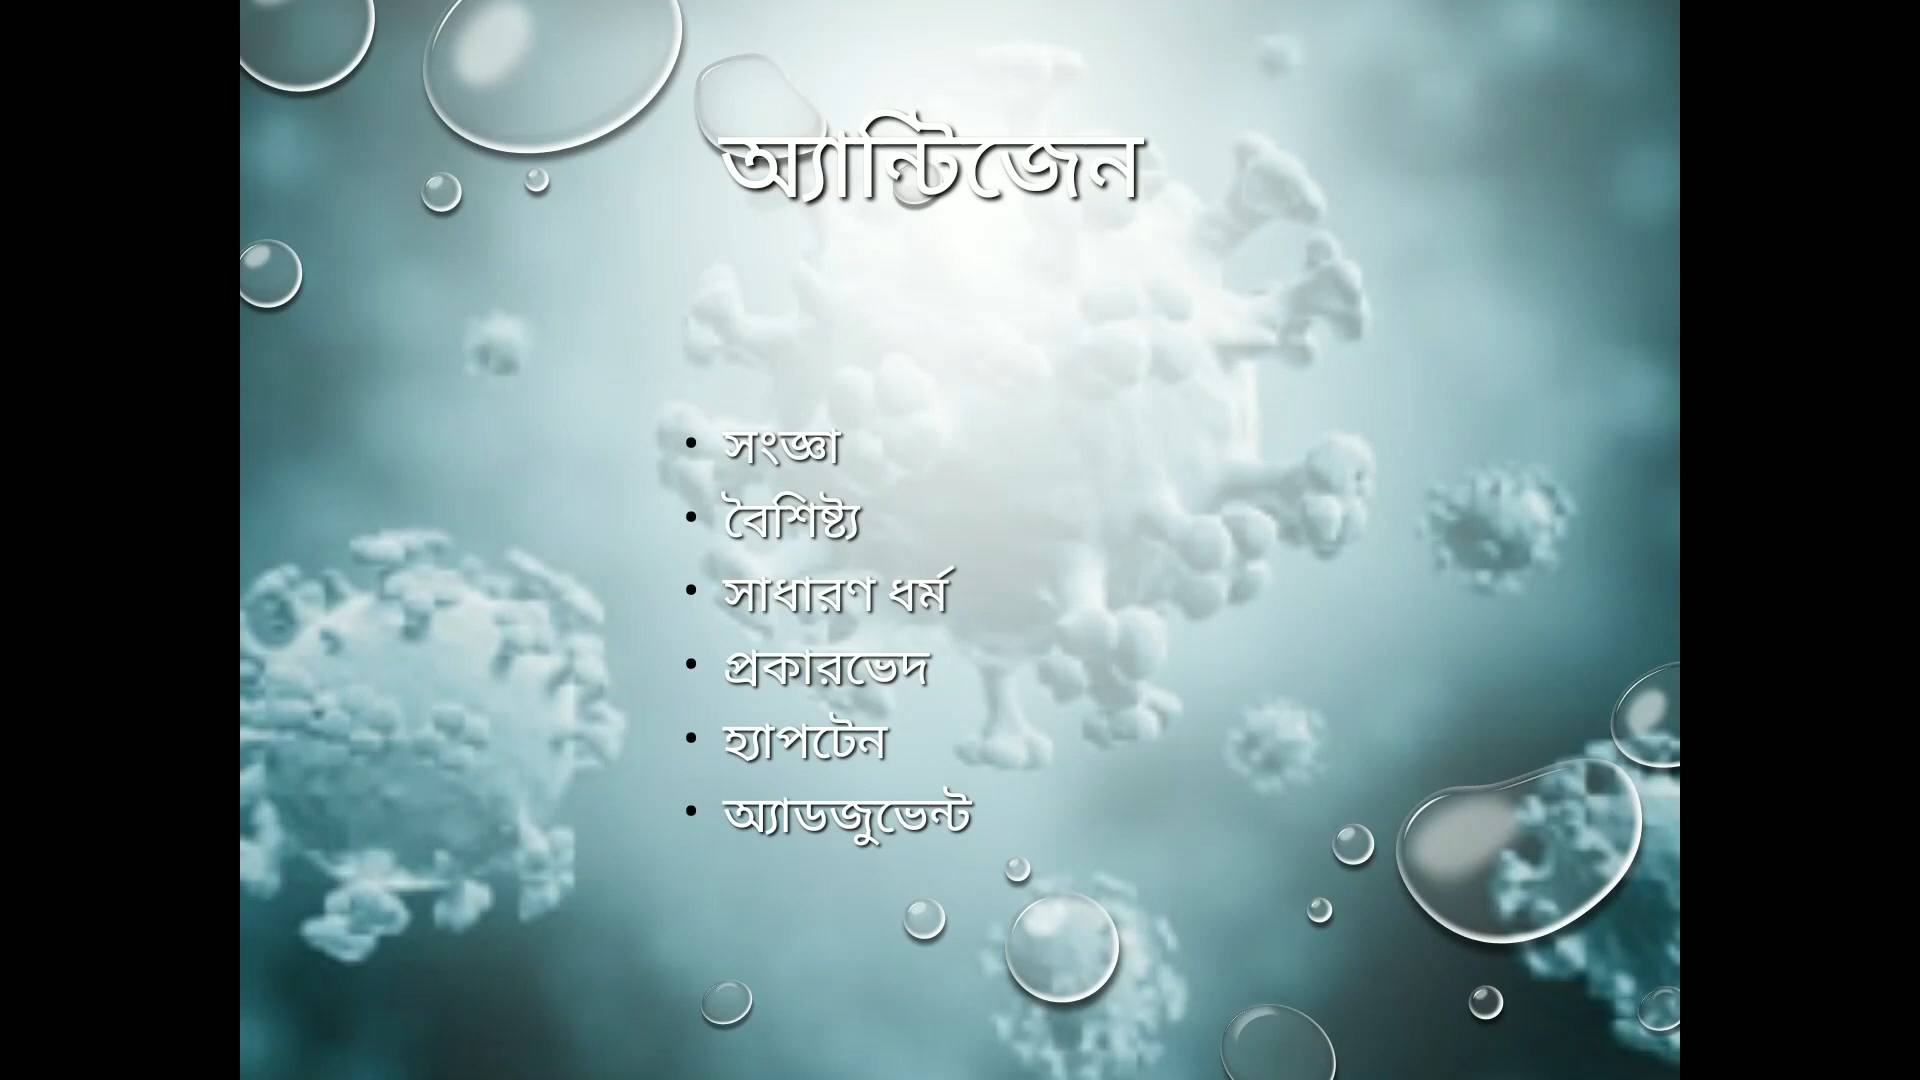 অ্যান্টিজেন
• সংজ্ঞা
• বৈশিষ্ট্য
• সাধারণ ধর্ম
• প্রকারভেদ
• হ্যাপটেন
• অ্যাডজুভেন্ট